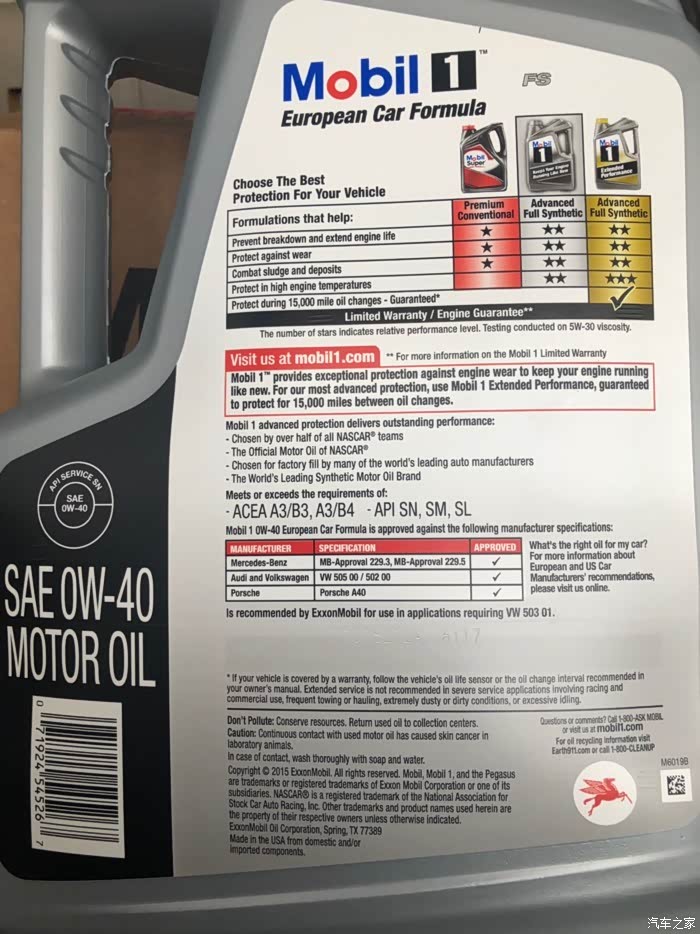 Mobil 1™
FS
European Car Formula
Choose The Best
Protection For Your Vehicle
Premium Conventional
Advanced Full Synthetic
Advanced Full Synthetic
Formulations that help:
Prevent breakdown and extend engine life ★ ★★ ★★
Protect against wear ★ ★★ ★★
Combat sludge and deposits ★ ★★ ★★
Protect in high engine temperatures ★★ ★★★
Protect during 15,000 mile oil changes - Guaranteed* ✓
Limited Warranty / Engine Guarantee**
The number of stars indicates relative performance level. Testing conducted on 5W-30 viscosity.
Visit us at mobil1.com ** For more information on the Mobil 1 Limited Warranty
Mobil 1™ provides exceptional protection against engine wear to keep your engine running
like new. For our most advanced protection, use Mobil 1 Extended Performance, guaranteed
to protect for 15,000 miles between oil changes.
Mobil 1 advanced protection delivers outstanding performance:
- Chosen by over half of all NASCAR® teams
- The Official Motor Oil of NASCAR®
- Chosen for factory fill by many of the world's leading auto manufacturers
- The World's Leading Synthetic Motor Oil Brand
Meets or exceeds the requirements of:
- ACEA A3/B3, A3/B4 - API SN, SM, SL
Mobil 1 0W-40 European Car Formula is approved against the following manufacturer specifications:
MANUFACTURER SPECIFICATION APPROVED
Mercedes-Benz MB-Approval 229.3, MB-Approval 229.5 ✓
Audi and Volkswagen VW 505 00 / 502 00 ✓
Porsche Porsche A40 ✓
What's the right oil for my car?
For more information about
European and US Car
Manufacturers' recommendations,
please visit us online.
Is recommended by ExxonMobil for use in applications requiring VW 503 01.
API SERVICE SN
SAE
0W-40
SAE 0W-40
MOTOR OIL
* If your vehicle is covered by a warranty, follow the vehicle's oil life sensor or the oil change interval recommended in
your owner's manual. Extended service is not recommended in severe service applications involving racing and
commercial use, frequent towing or hauling, extremely dusty or dirty conditions, or excessive idling.
Don't Pollute: Conserve resources. Return used oil to collection centers.
Caution: Continuous contact with used motor oil has caused skin cancer in
laboratory animals.
In case of contact, wash thoroughly with soap and water.
Copyright © 2015 ExxonMobil. All rights reserved. Mobil, Mobil 1, and the Pegasus
are trademarks or registered trademarks of Exxon Mobil Corporation or one of its
subsidiaries. NASCAR® is a registered trademark of the National Association for
Stock Car Auto Racing, Inc. Other trademarks and product names used herein are
the property of their respective owners unless otherwise indicated.
ExxonMobil Oil Corporation, Spring, TX 77389
Made in the USA from domestic and/or
imported components.
Questions or comments? Call 1-800-ASK MOBIL
or visit us at mobil1.com
For oil recycling information visit
Earth911.com or call 1-800-CLEANUP
M6019B
0 71924 54526 7
汽车之家